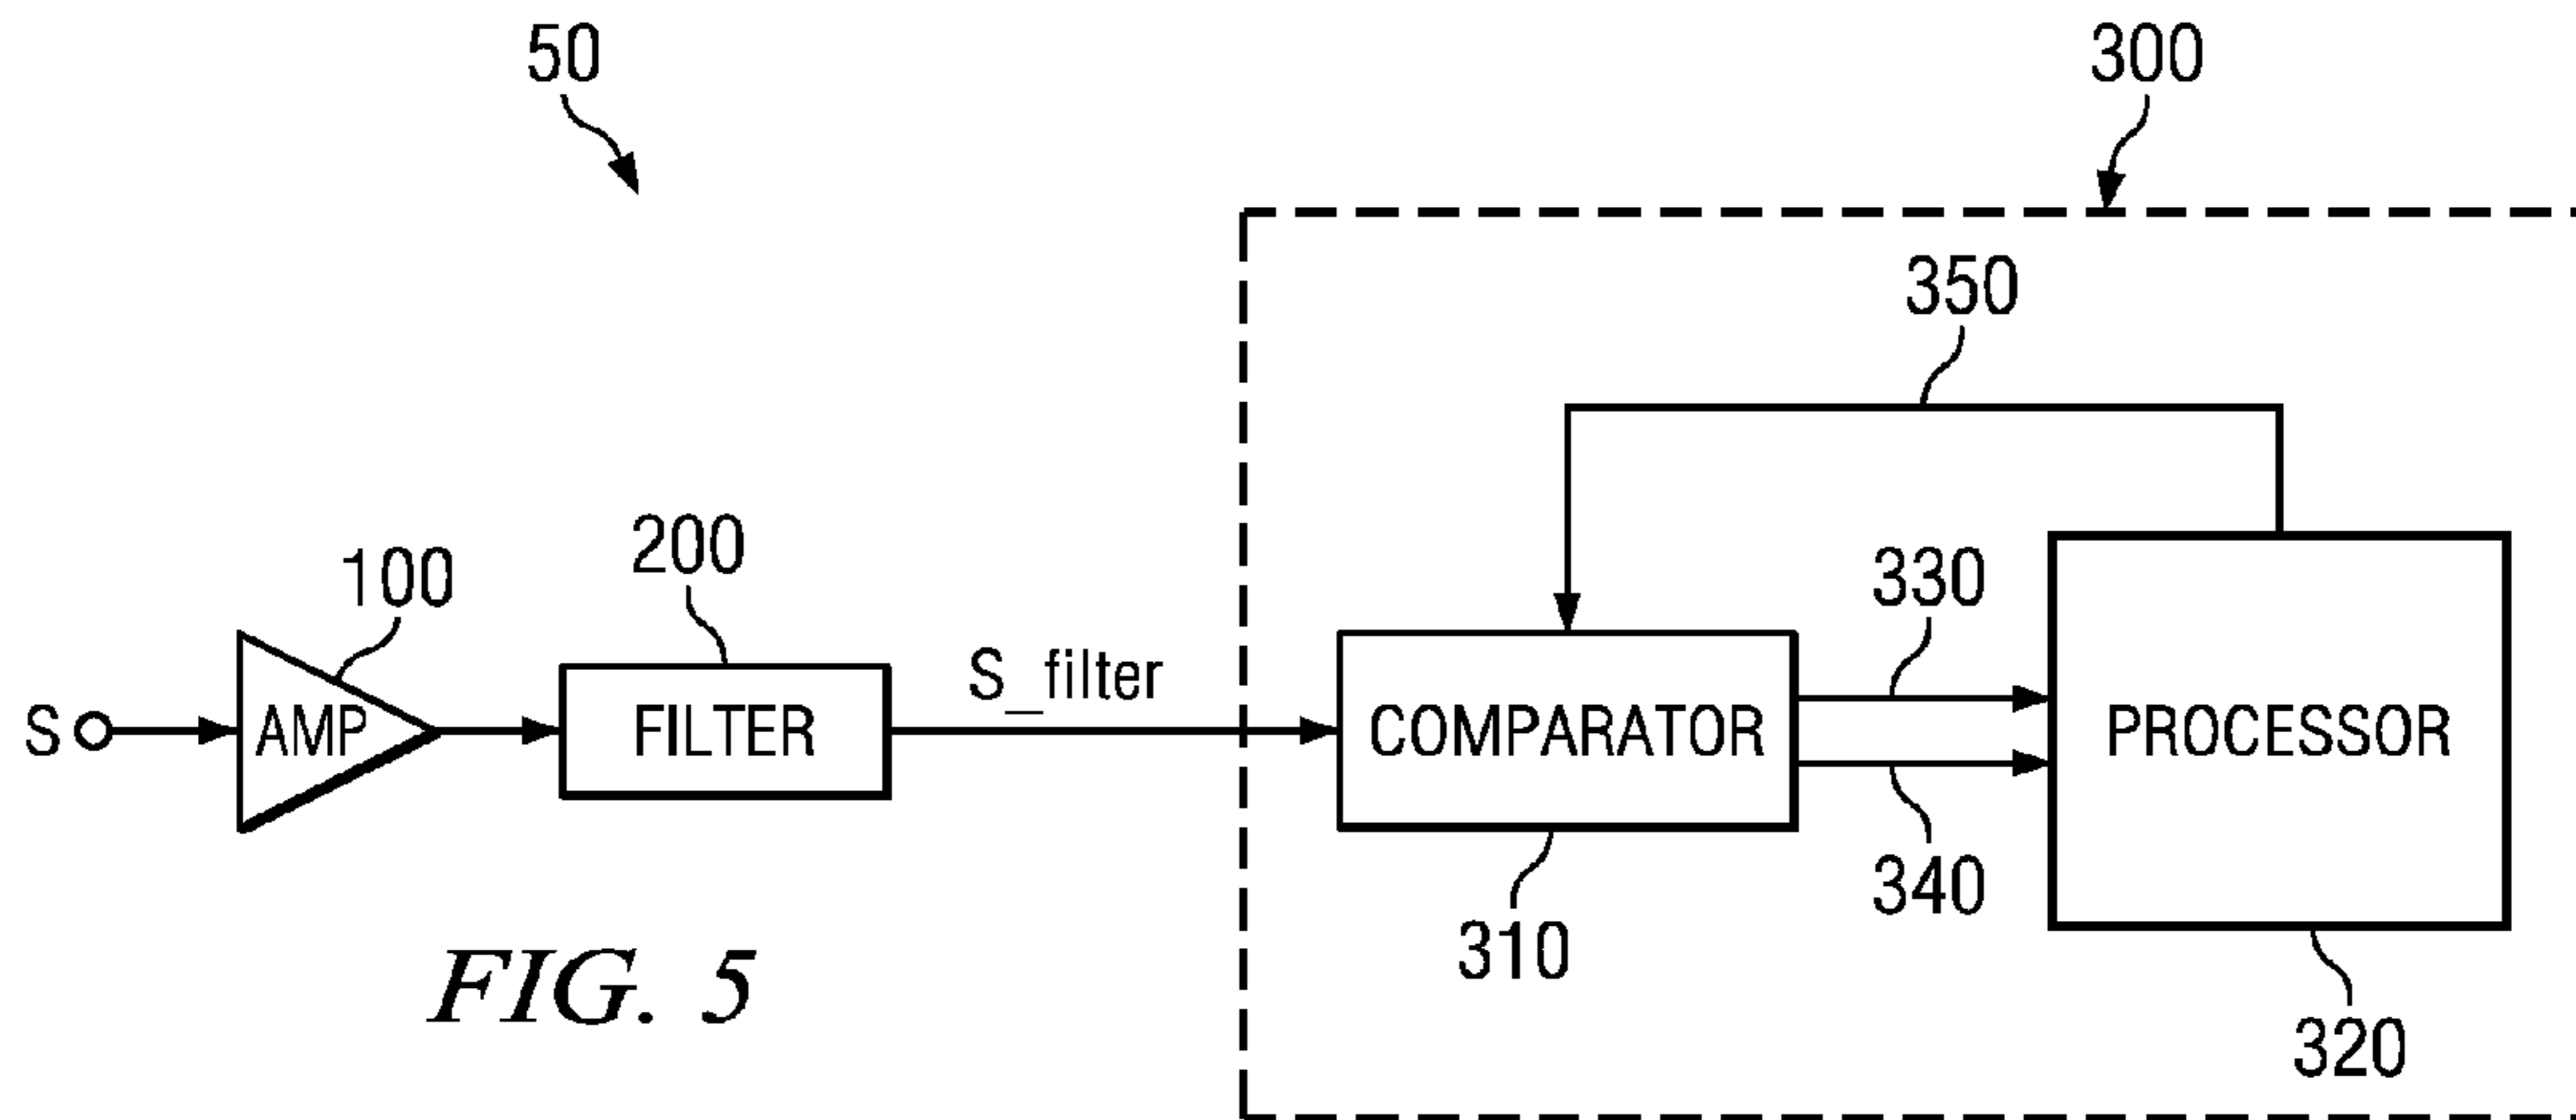 50
300
350
330
200
100
S_filter
S
AMP
FILTER
COMPARATOR
PROCESSOR
340
310
320
FIG. 5